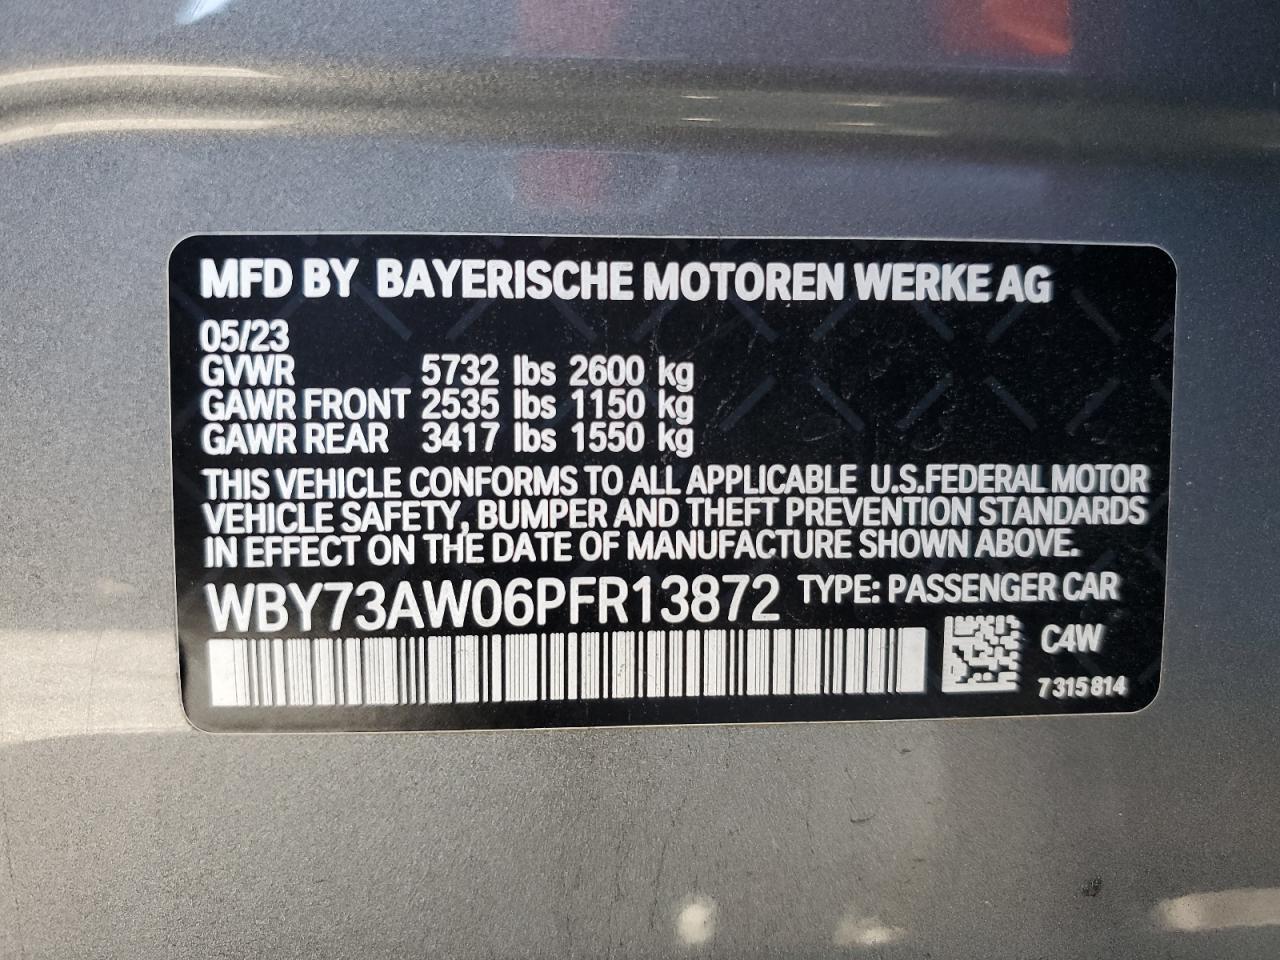 MFD BY BAYERISCHE MOTOREN WERKE AG
05/23
GVWR 5732 lbs 2600 kg
GAWR FRONT 2535 lbs 1150 kg
GAWR REAR 3417 lbs 1550 kg
THIS VEHICLE CONFORMS TO ALL APPLICABLE U.S.FEDERAL MOTOR
VEHICLE SAFETY, BUMPER AND THEFT PREVENTION STANDARDS
IN EFFECT ON THE DATE OF MANUFACTURE SHOWN ABOVE.
WBY73AW06PFR13872 TYPE: PASSENGER CAR
C4W
7315814